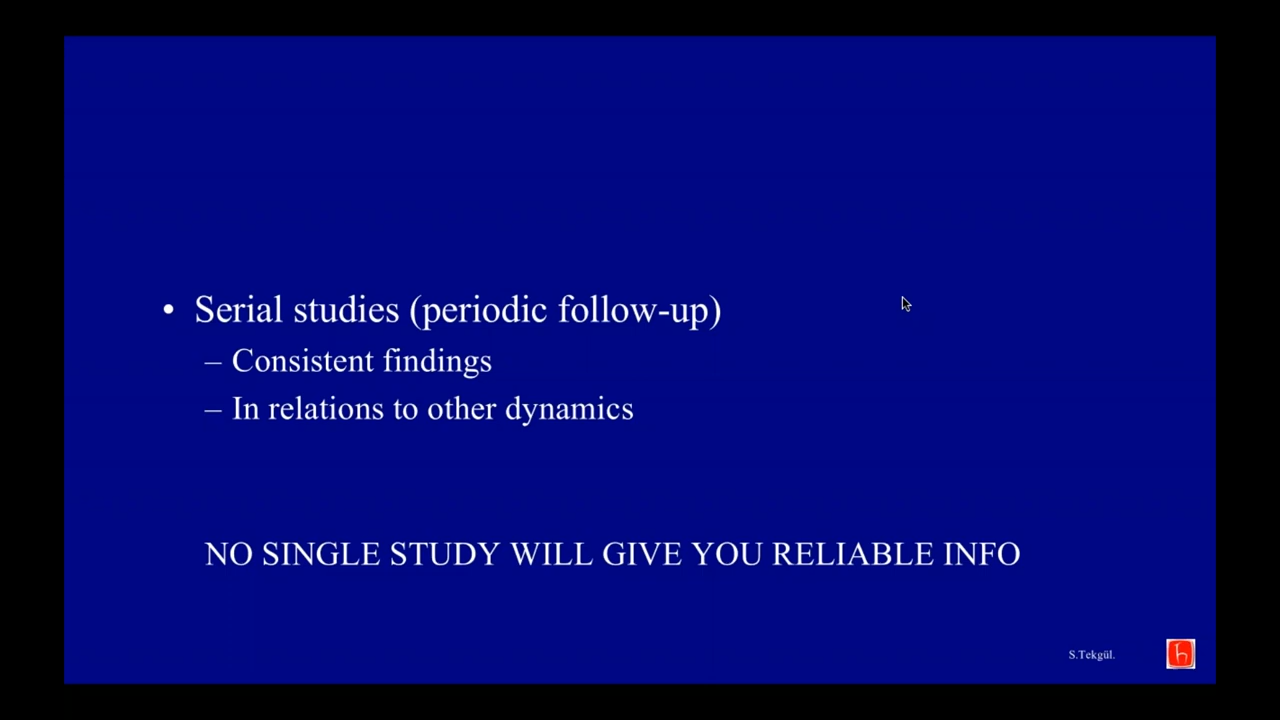 • Serial studies (periodic follow-up)
– Consistent findings
– In relations to other dynamics
NO SINGLE STUDY WILL GIVE YOU RELIABLE INFO
S.Tekgül.